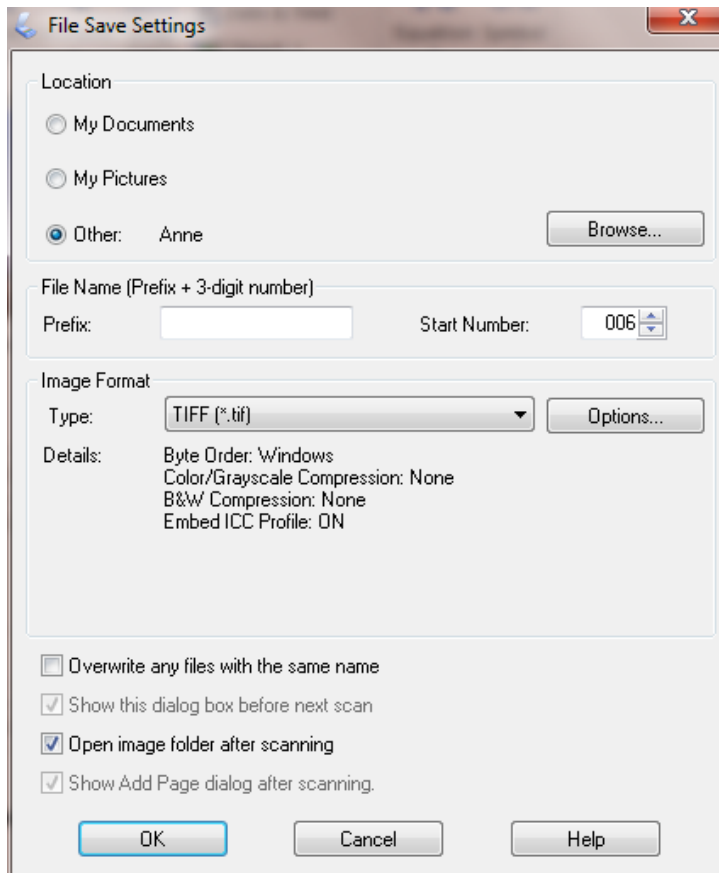 File Save Settings
Location
My Documents
My Pictures
Other: Anne Browse...
File Name (Prefix + 3-digit number)
Prefix: Start Number: 006
Image Format
Type: TIFF (*.tif) Options...
Details: Byte Order: Windows
Color/Grayscale Compression: None
B&W Compression: None
Embed ICC Profile: ON
Overwrite any files with the same name
Show this dialog box before next scan
Open image folder after scanning
Show Add Page dialog after scanning.
OK Cancel Help